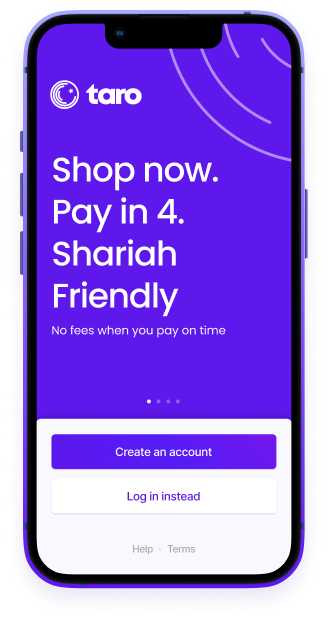 taro
Shop now.
Pay in 4.
Shariah
Friendly
No fees when you pay on time
Create an account
Log in instead
Help · Terms